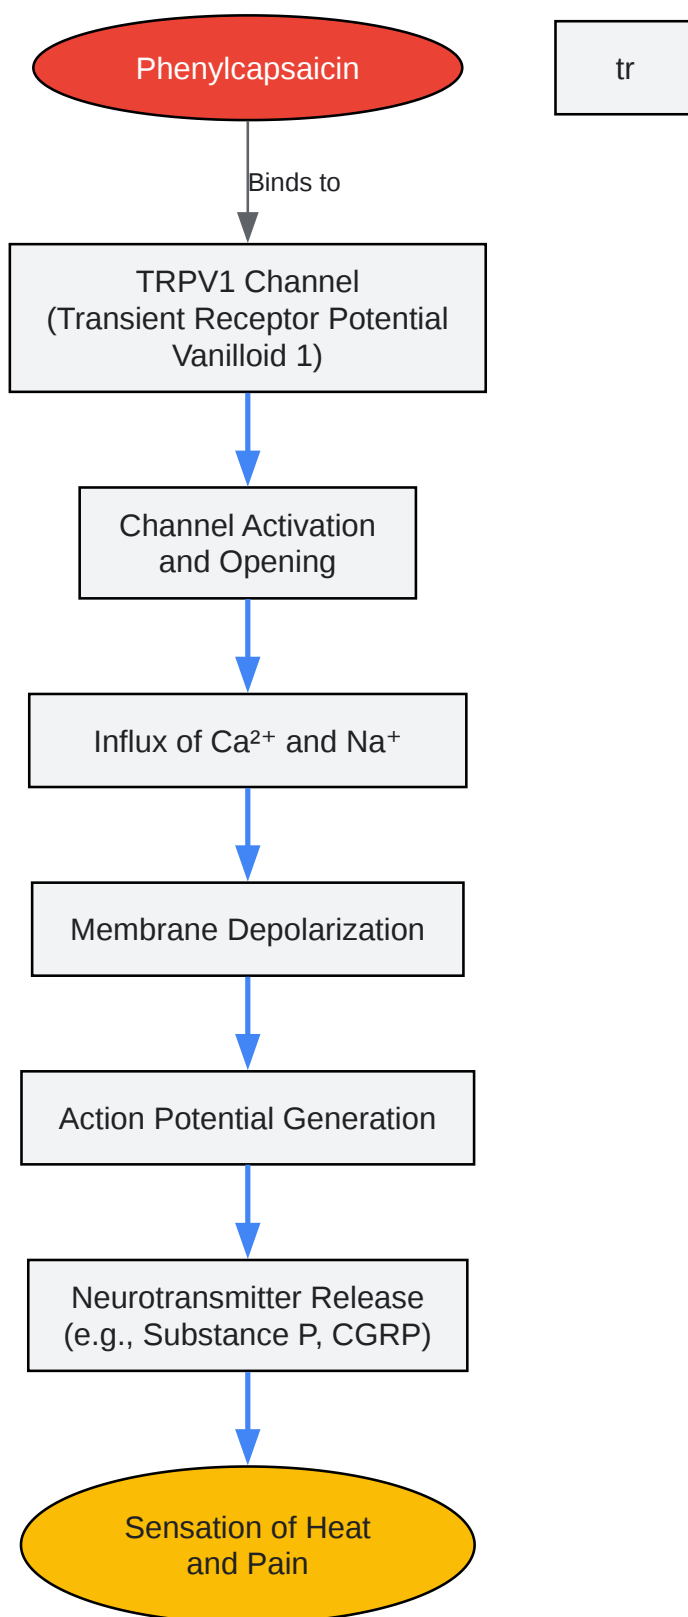 Phenylcapsaicin
tr
Binds to
TRPV1 Channel
(Transient Receptor Potential
Vanilloid 1)
Channel Activation
and Opening
Influx of Ca²⁺ and Na⁺
Membrane Depolarization
Action Potential Generation
Neurotransmitter Release
(e.g., Substance P, CGRP)
Sensation of Heat
and Pain